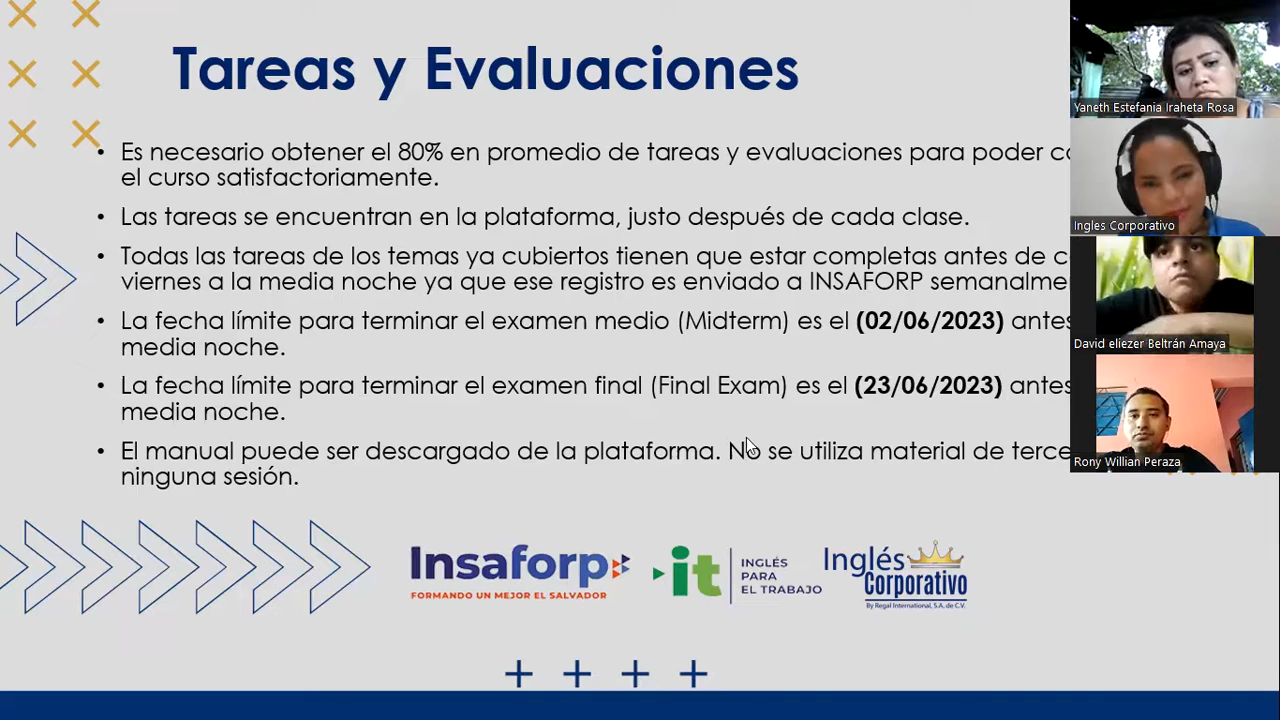 Tareas y Evaluaciones
• Es necesario obtener el 80% en promedio de tareas y evaluaciones para poder
el curso satisfactoriamente.
• Las tareas se encuentran en la plataforma, justo después de cada clase.
• Todas las tareas de los temas ya cubiertos tienen que estar completas antes de
viernes a la media noche ya que ese registro es enviado a INSAFORP semanalme
• La fecha límite para terminar el examen medio (Midterm) es el (02/06/2023) antes
media noche.
• La fecha límite para terminar el examen final (Final Exam) es el (23/06/2023) antes
media noche.
• El manual puede ser descargado de la plataforma. No se utiliza material de terce
ninguna sesión.
Insaforp
FORMANDO UN MEJOR EL SALVADOR
it
INGLÉS
PARA
EL TRABAJO
Inglés
Corporativo
By Regal International, S.A. de C.V.
Yaneth Estefania Iraheta Rosa
Ingles Corporativo
David eliezer Beltrán Amaya
Rony Willian Peraza